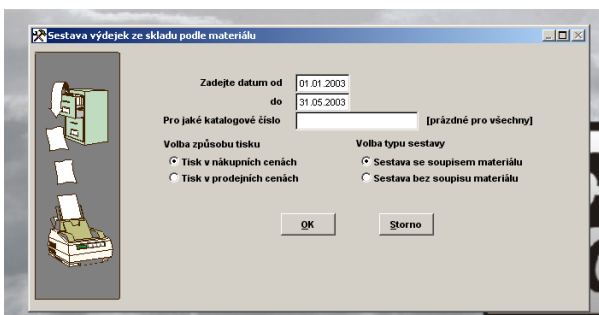 Sestava výdejek ze skladu podle materiálu
Zadejte datum od 01.01.2003
do 31.05.2003
Pro jaké katalogové číslo [prázdné pro všechny]
Volba způsobu tisku Volba typu sestavy
Tisk v nákupních cenách Sestava se soupisem materiálu
Tisk v prodejních cenách Sestava bez soupisu materiálu
OK Storno